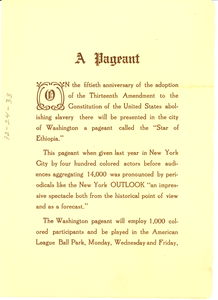 A Pageant
ON the fiftieth anniversary of the adoption
of the Thirteenth Amendment to the
Constitution of the United States abol-
ishing slavery there will be presented in the city
of Washington a pageant called the "Star of
Ethiopia."
This pageant when given last year in New York
City by four hundred colored actors before audi-
ences aggregating 14,000 was pronounced by peri-
odicals like the New York OUTLOOK "an impres-
sive spectacle both from the historical point of view
and as a forecast."
The Washington pageant will employ 1,000 col-
ored participants and be played in the American
League Ball Park, Monday, Wednesday and Friday,